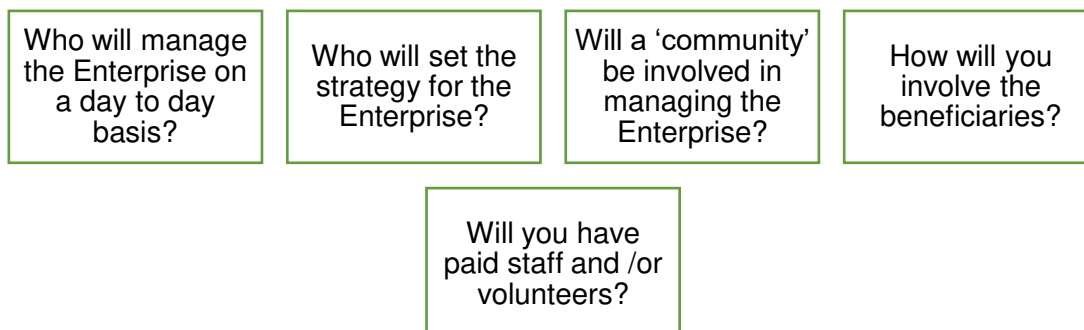 Who will manage
the Enterprise on
a day to day
basis?
Who will set the
strategy for the
Enterprise?
Will a ‘community’
be involved in
managing the
Enterprise?
How will you
involve the
beneficiaries?
Will you have
paid staff and /or
volunteers?